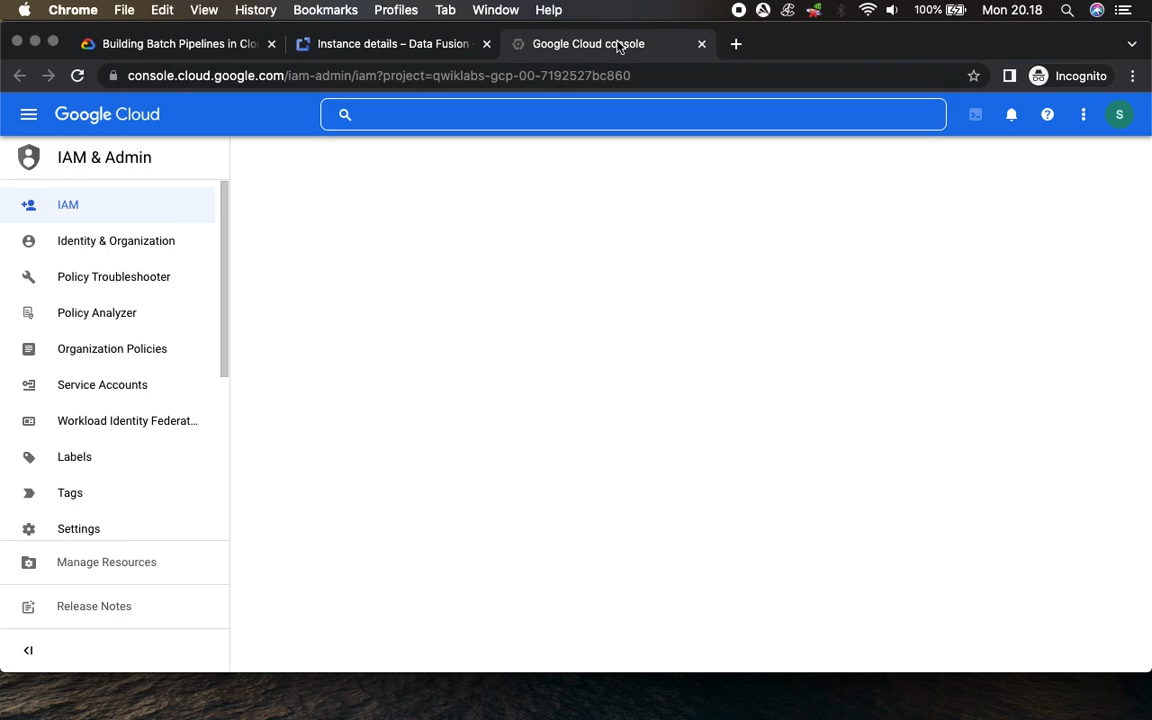 Chrome File Edit View History Bookmarks Profiles Tab Window Help 100% Mon 20.18
Building Batch Pipelines in Clo Instance details – Data Fusion - Google Cloud console
console.cloud.google.com/iam-admin/iam?project=qwiklabs-gcp-00-7192527bc860 Incognito
Google Cloud S
IAM & Admin
IAM
Identity & Organization
Policy Troubleshooter
Policy Analyzer
Organization Policies
Service Accounts
Workload Identity Federat...
Labels
Tags
Settings
Manage Resources
Release Notes